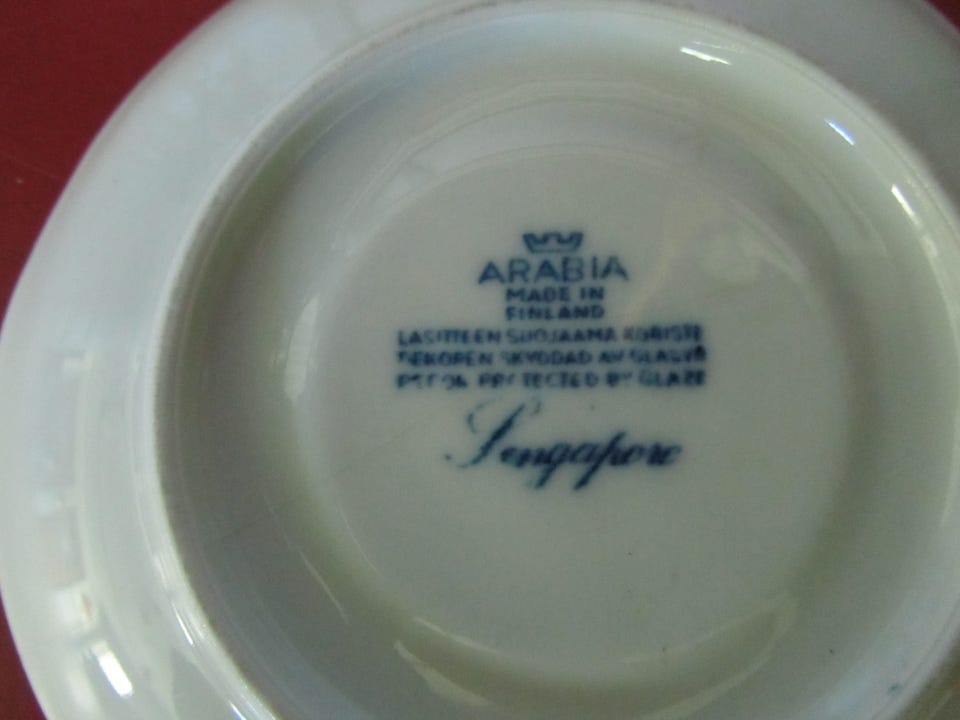 ARABIA
MADE IN
FINLAND
LASITTEEN SUOJAAMA KORISTE
DEKOREN SKYDDAD AV GLASYR
DECOR PROTECTED BY GLAZE
Singapore